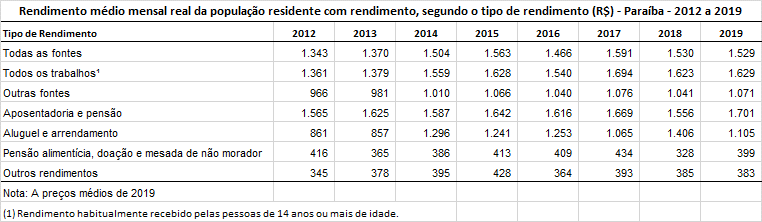 Rendimento médio mensal real da população residente com rendimento, segundo o tipo de rendimento (R$) - Paraíba - 2012 a 2019
Tipo de Rendimento 2012 2013 2014 2015 2016 2017 2018 2019
Todas as fontes 1.343 1.370 1.504 1.563 1.466 1.591 1.530 1.529
Todos os trabalhos¹ 1.361 1.379 1.559 1.628 1.540 1.694 1.623 1.629
Outras fontes 966 981 1.010 1.066 1.040 1.076 1.041 1.071
Aposentadoria e pensão 1.565 1.625 1.587 1.642 1.616 1.669 1.556 1.701
Aluguel e arrendamento 861 857 1.296 1.241 1.253 1.065 1.406 1.105
Pensão alimentícia, doação e mesada de não morador 416 365 386 413 409 434 328 399
Outros rendimentos 345 378 395 428 364 393 385 383
Nota: A preços médios de 2019
(1) Rendimento habitualmente recebido pelas pessoas de 14 anos ou mais de idade.